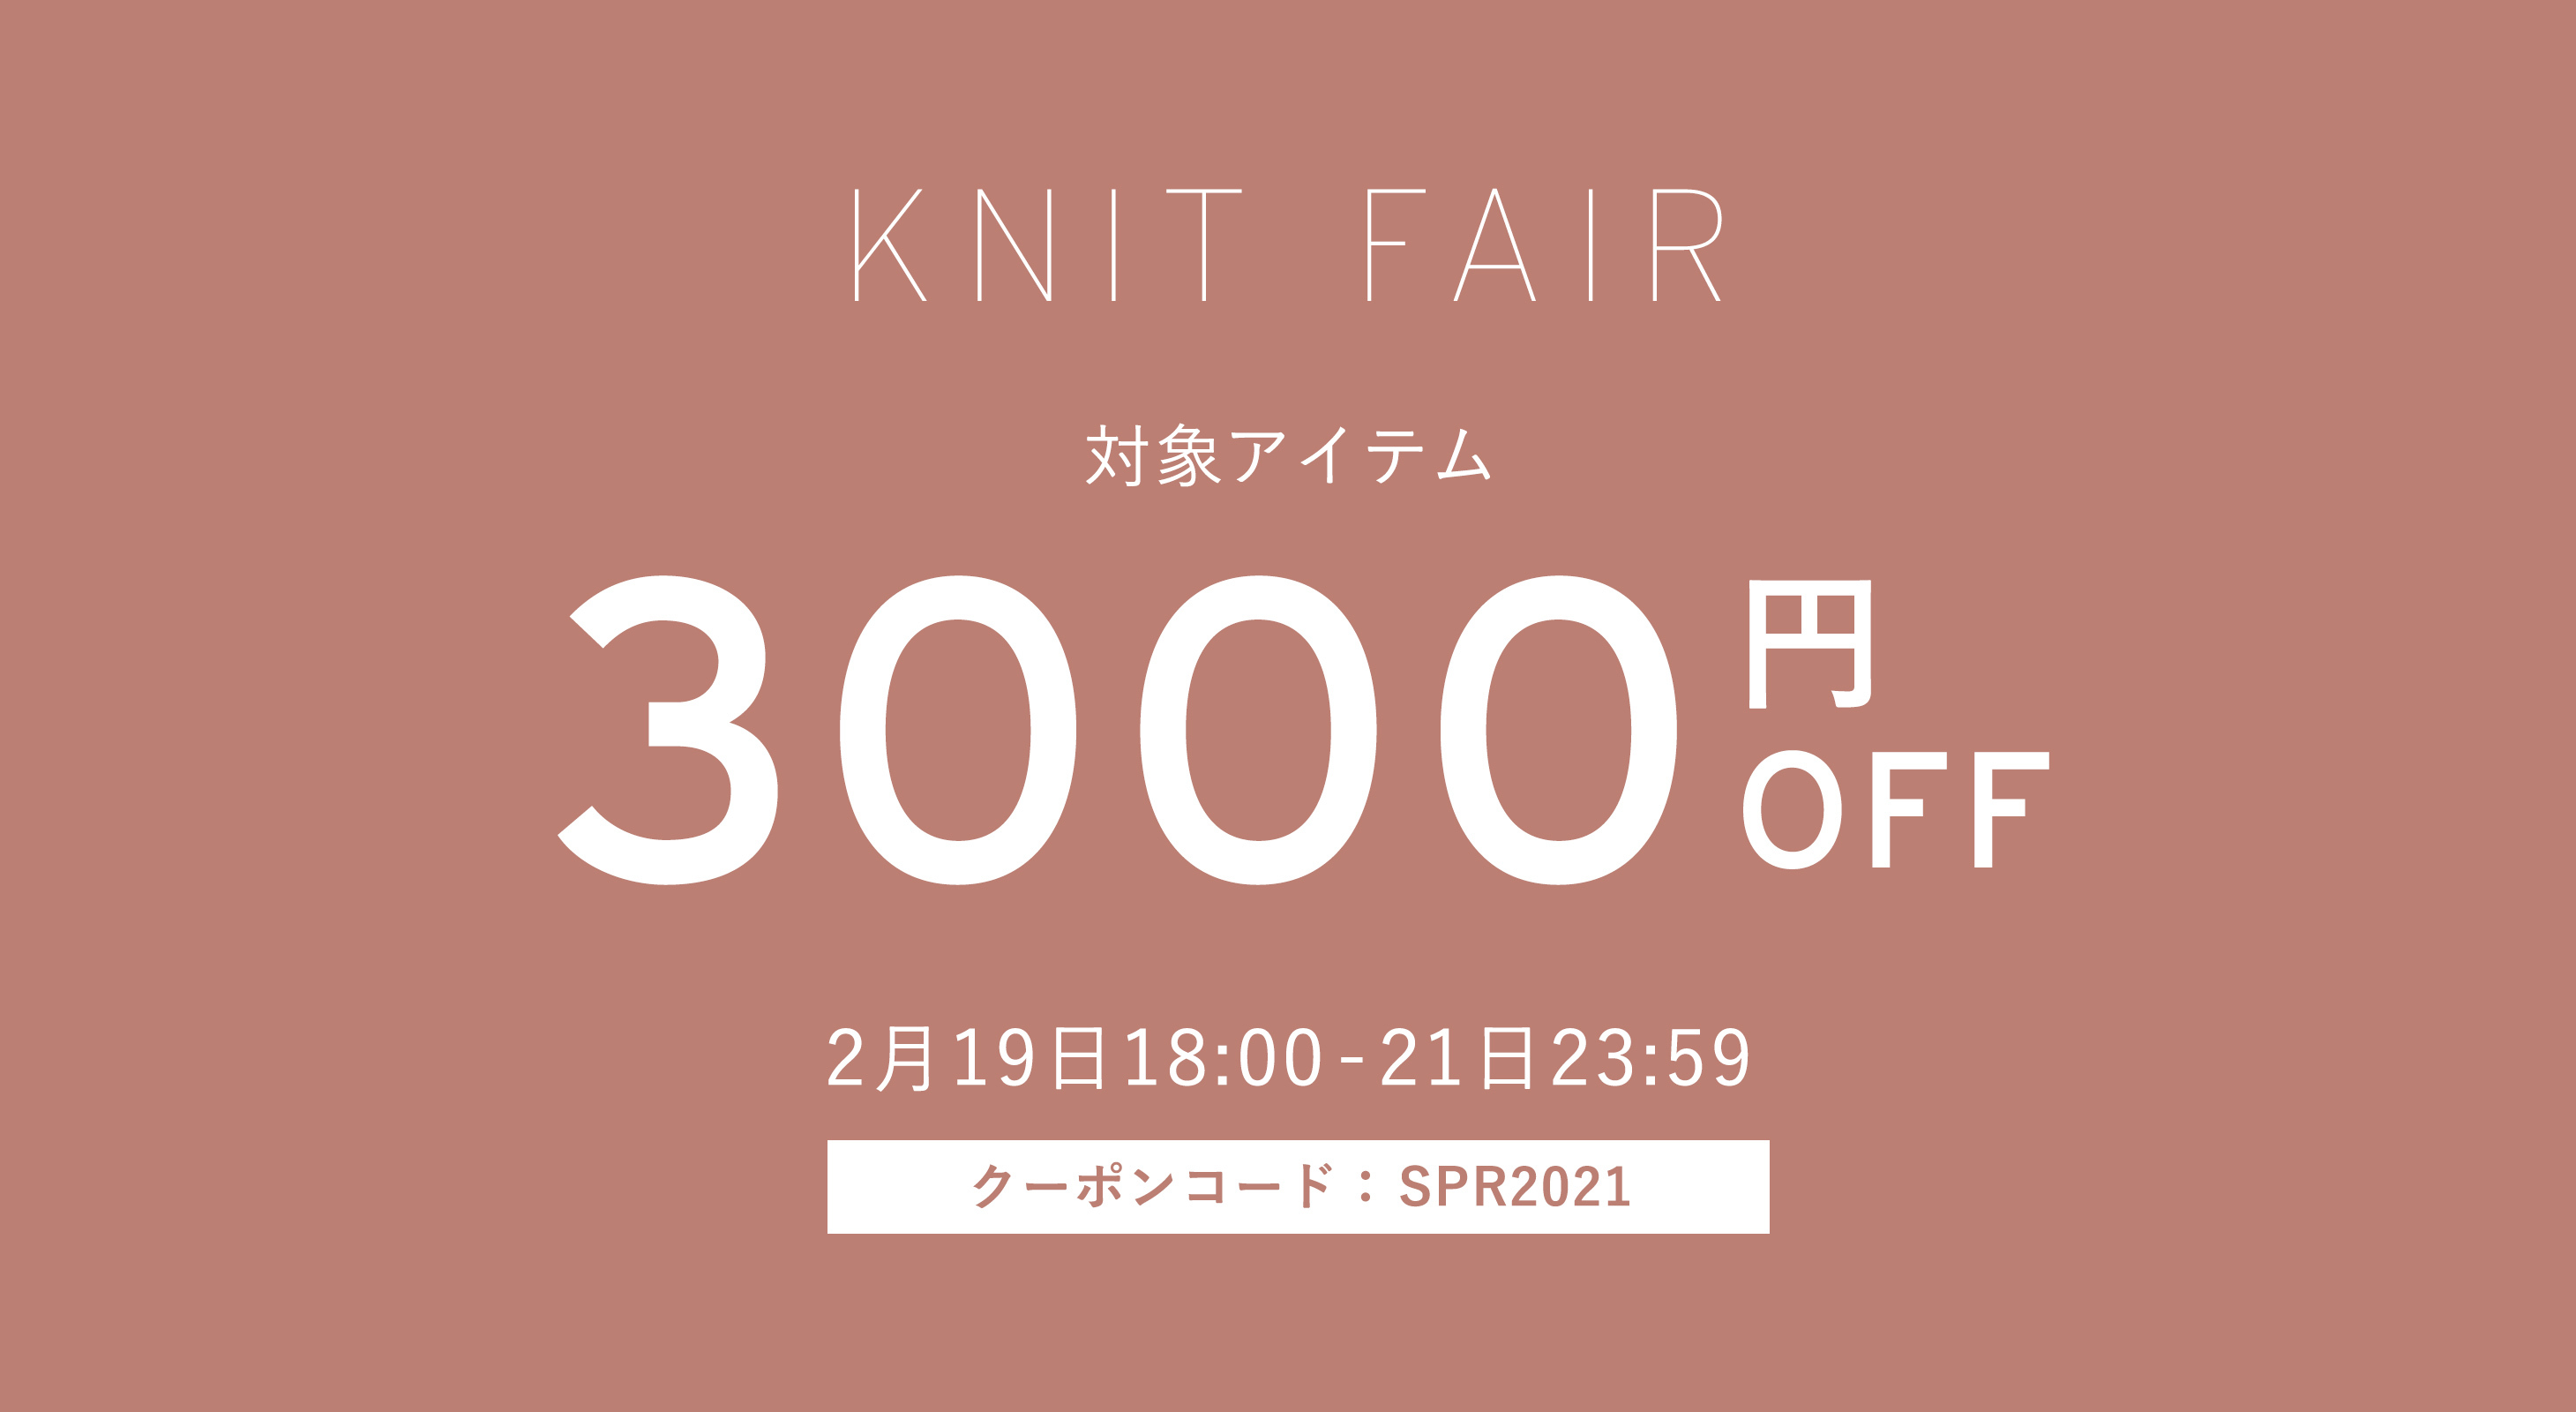 KNIT FAIR
対象アイテム
3000円
OFF
2月19日18:00-21日23:59
クーポンコード：SPR2021